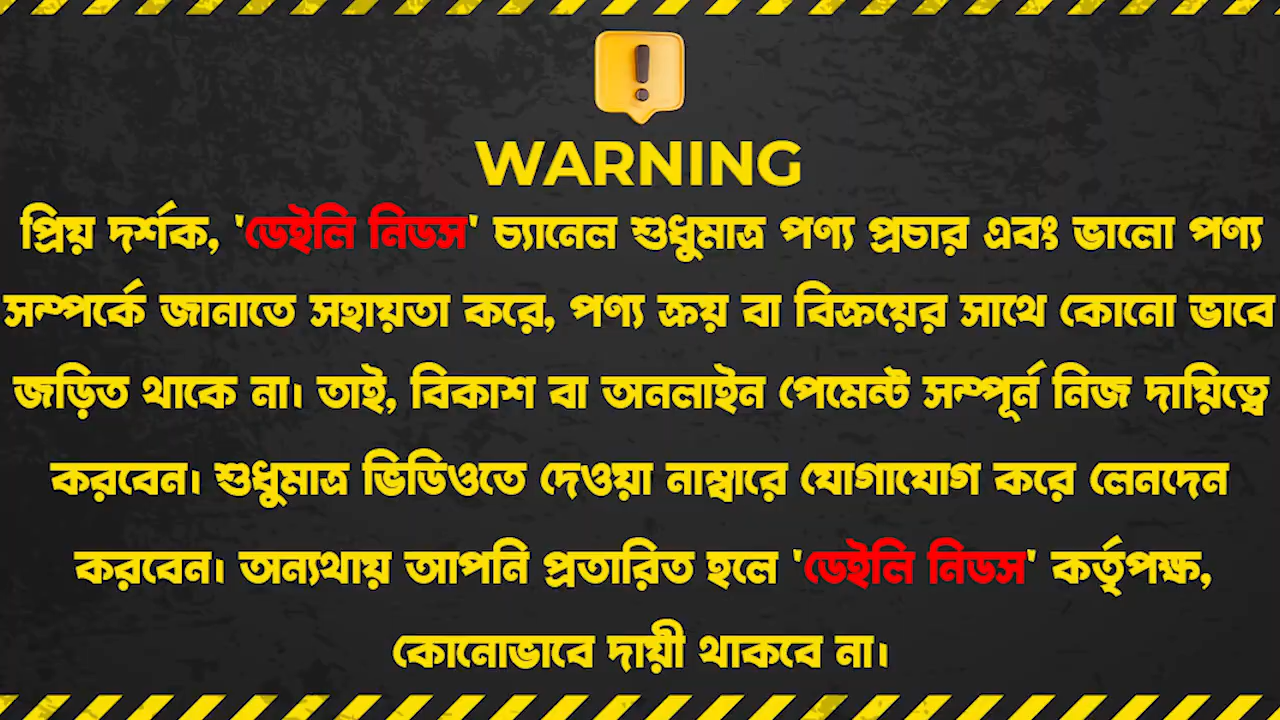 WARNING
প্রিয় দর্শক, 'ডেইলি নিডস' চ্যানেল শুধুমাত্র পণ্য প্রচার এবং ভালো পণ্য
সম্পর্কে জানাতে সহায়তা করে, পণ্য ক্রয় বা বিক্রয়ের সাথে কোনো ভাবে
জড়িত থাকে না। তাই, বিকাশ বা অনলাইন পেমেন্ট সম্পূর্ন নিজ দায়িত্বে
করবেন। শুধুমাত্র ভিডিওতে দেওয়া নাম্বারে যোগাযোগ করে লেনদেন
করবেন। অন্যথায় আপনি প্রতারিত হলে 'ডেইলি নিডস' কর্তৃপক্ষ,
কোনোভাবে দায়ী থাকবে না।